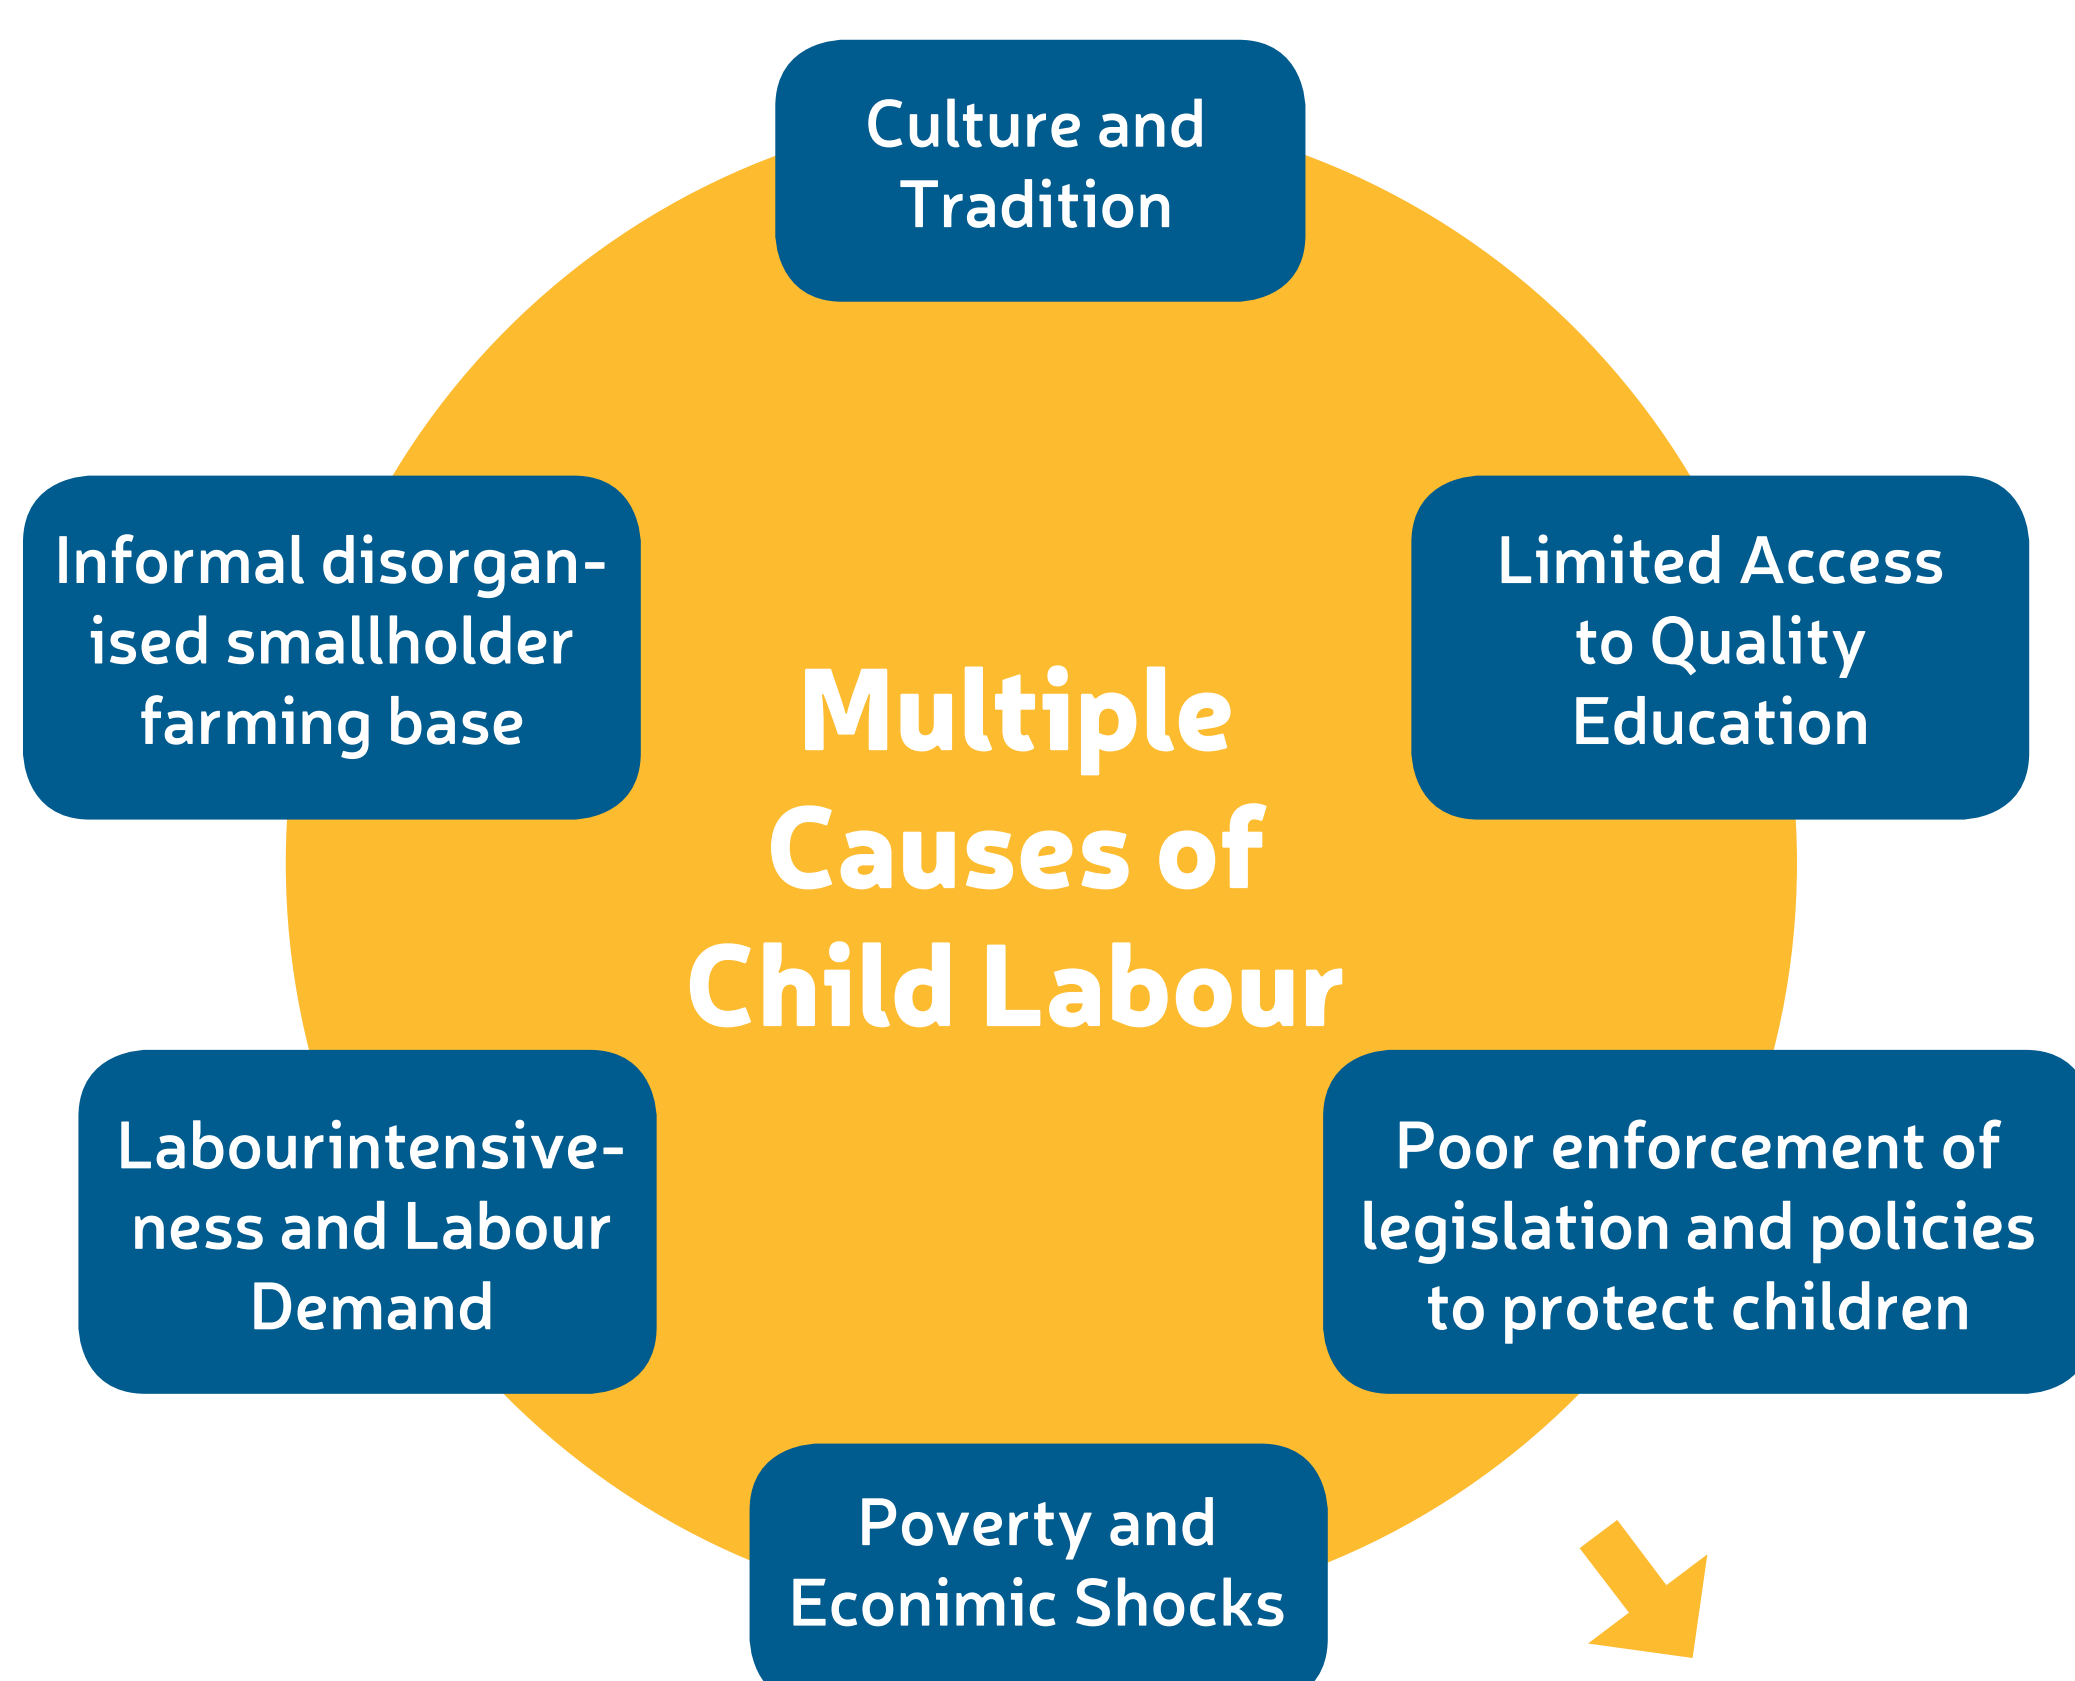 Culture and
Tradition
Informal disorgan-
ised smallholder
farming base
Limited Access
to Quality
Education
Multiple
Causes of
Child Labour
Labourintensive-
ness and Labour
Demand
Poor enforcement of
legislation and policies
to protect children
Poverty and
Econimic Shocks